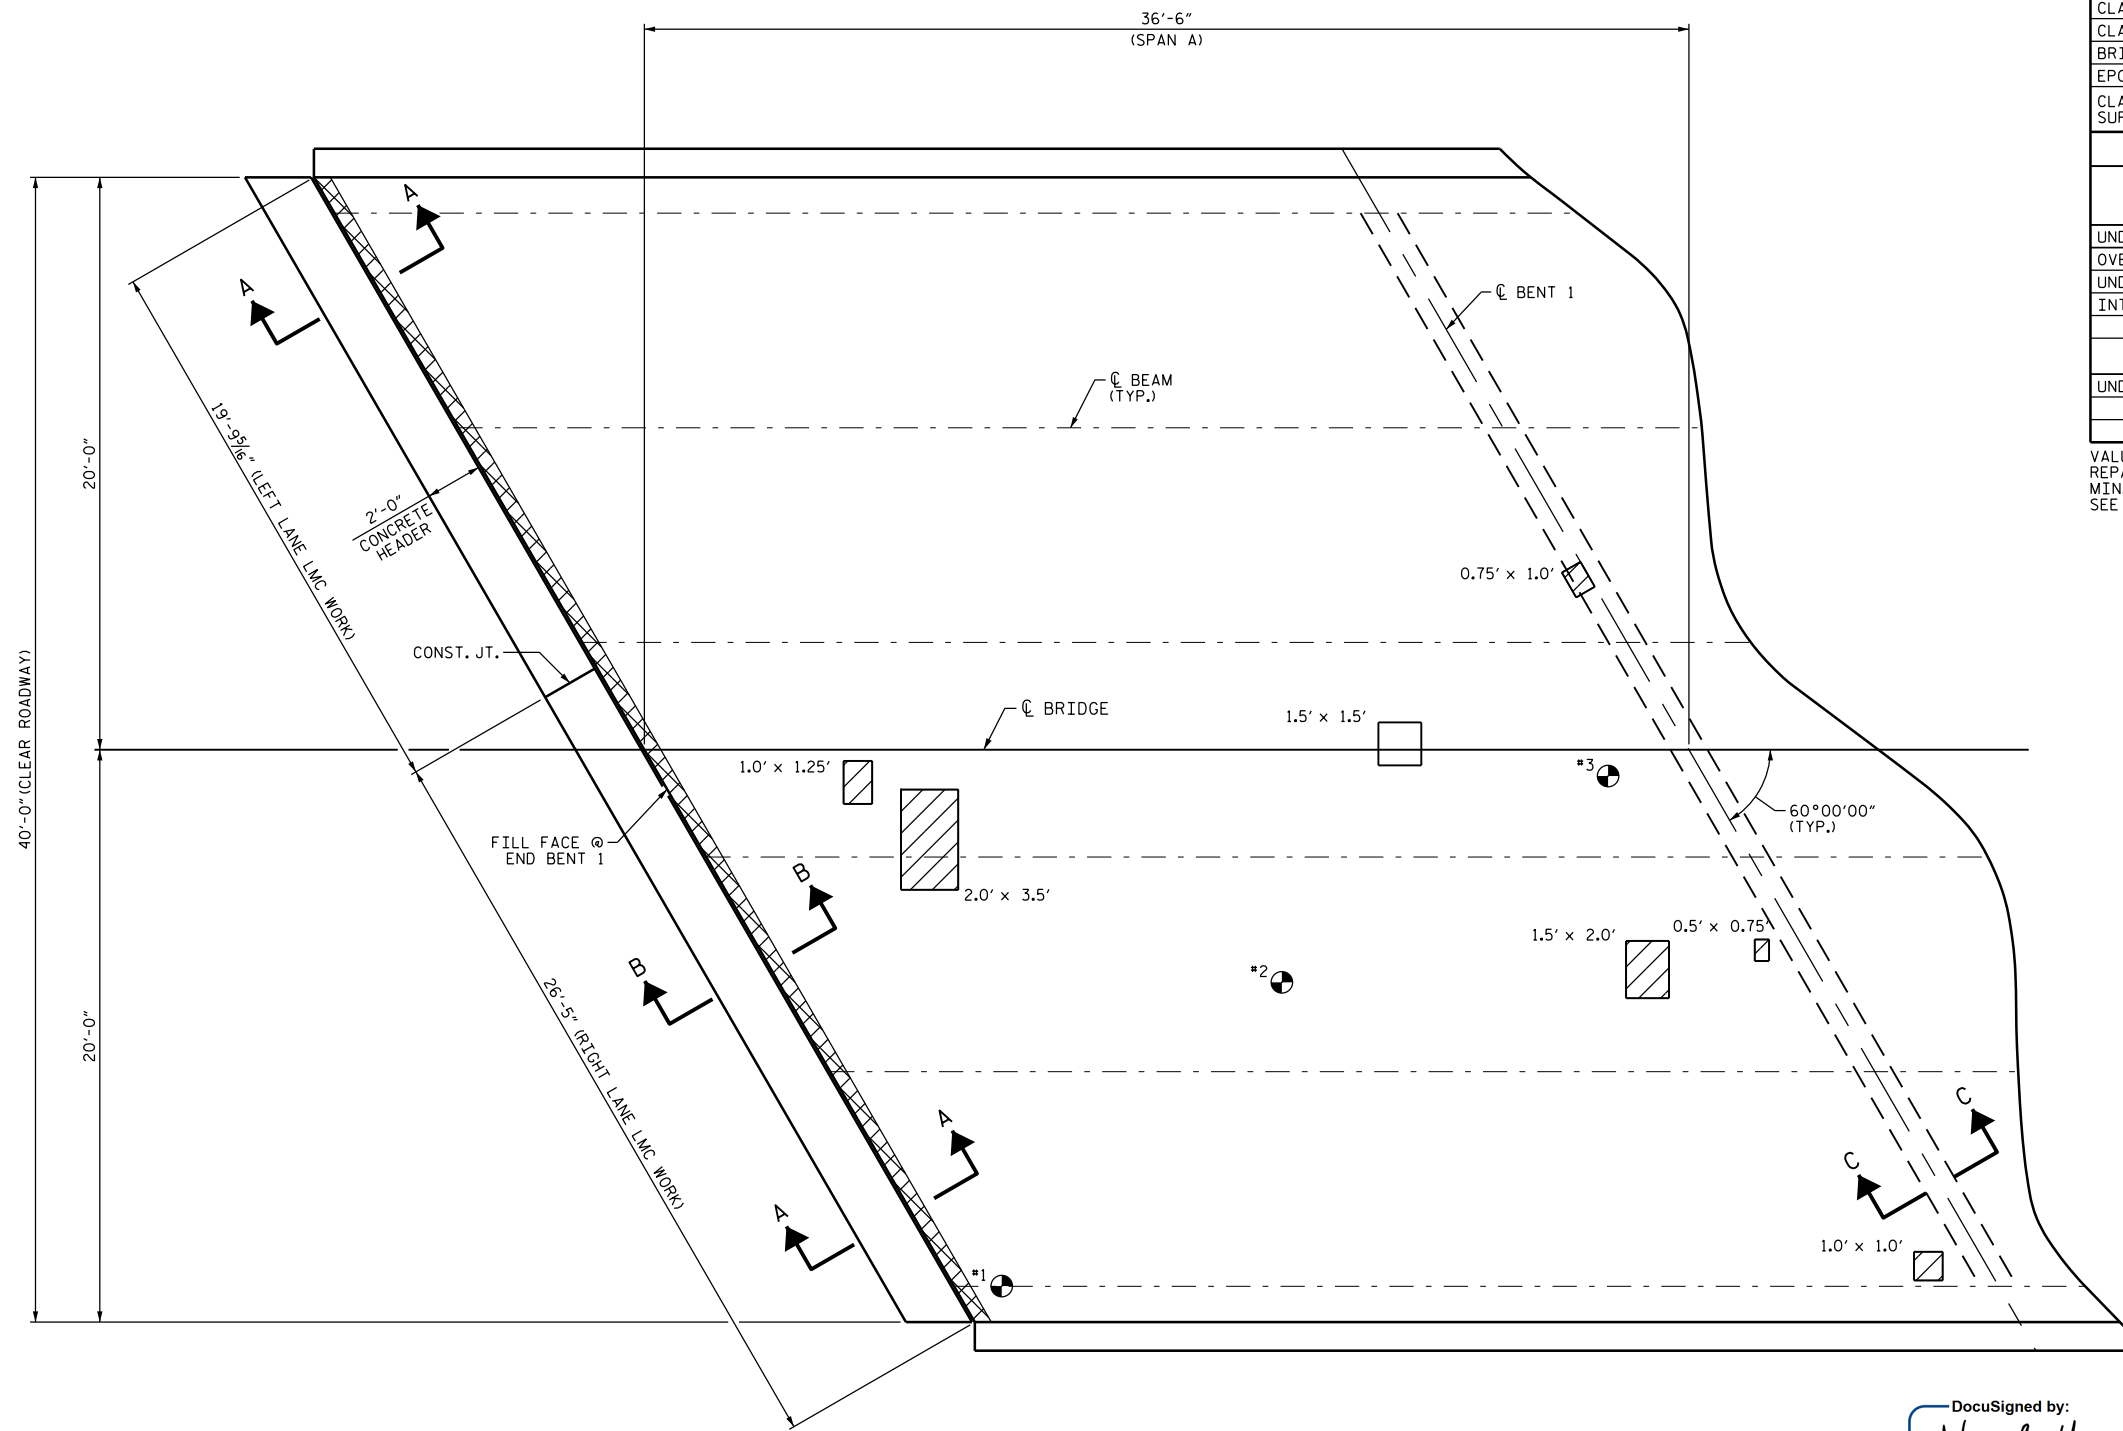 36'-6"
(SPAN A)
CLA
CLA
BRI
EPO
CLA
SUF
UND
OVE
UND
INT
UND
VALU
REPA
MIN.
SEE
A
A
℄ BENT 1
℄ BEAM
(TYP.)
20'-0"
19'-9 5/16" (LEFT LANE LMC WORK)
2'-0"
CONCRETE
HEADER
0.75' x 1.0'
CONST. JT.
40'-0" (CLEAR ROADWAY)
℄ BRIDGE
1.5' x 1.5'
1.0' x 1.25'
#3
60°00'00"
(TYP.)
FILL FACE @
END BENT 1
B
2.0' x 3.5'
B
1.5' x 2.0'
0.5' x 0.75'
#2
20'-0"
26'-5" (RIGHT LANE LMC WORK)
A
C
C
A
1.0' x 1.0'
#1
DocuSigned by: